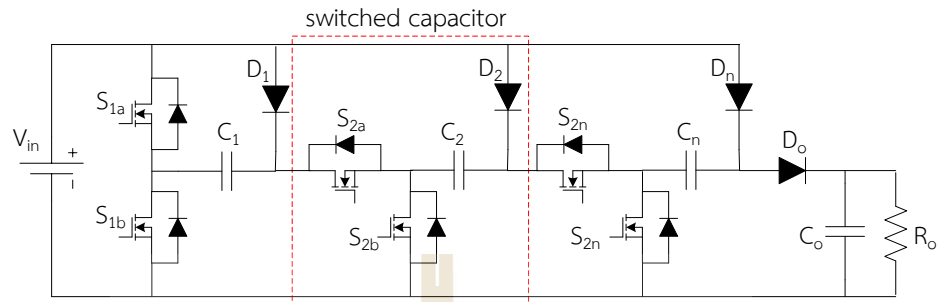 switched capacitor
D₁
D₂
Dₙ
S₁ₐ
S₂ₐ
S₂ₙ
Vᵢₙ
+
–
C₁
C₂
Cₙ
Dₒ
S₁b
S₂b
S₂ₙ
Cₒ
Rₒ